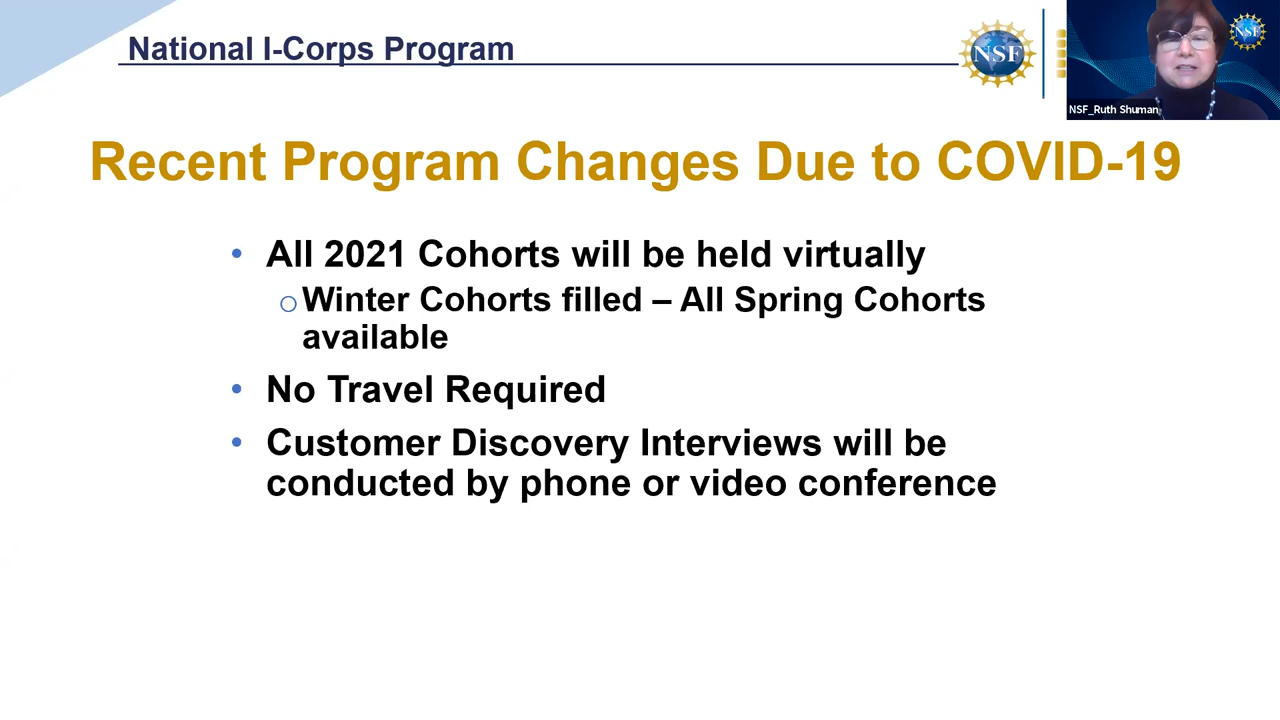 National I-Corps Program
NSF
NSF
NSF_Ruth Shuman
Recent Program Changes Due to COVID-19
• All 2021 Cohorts will be held virtually
o Winter Cohorts filled – All Spring Cohorts
available
• No Travel Required
• Customer Discovery Interviews will be
conducted by phone or video conference